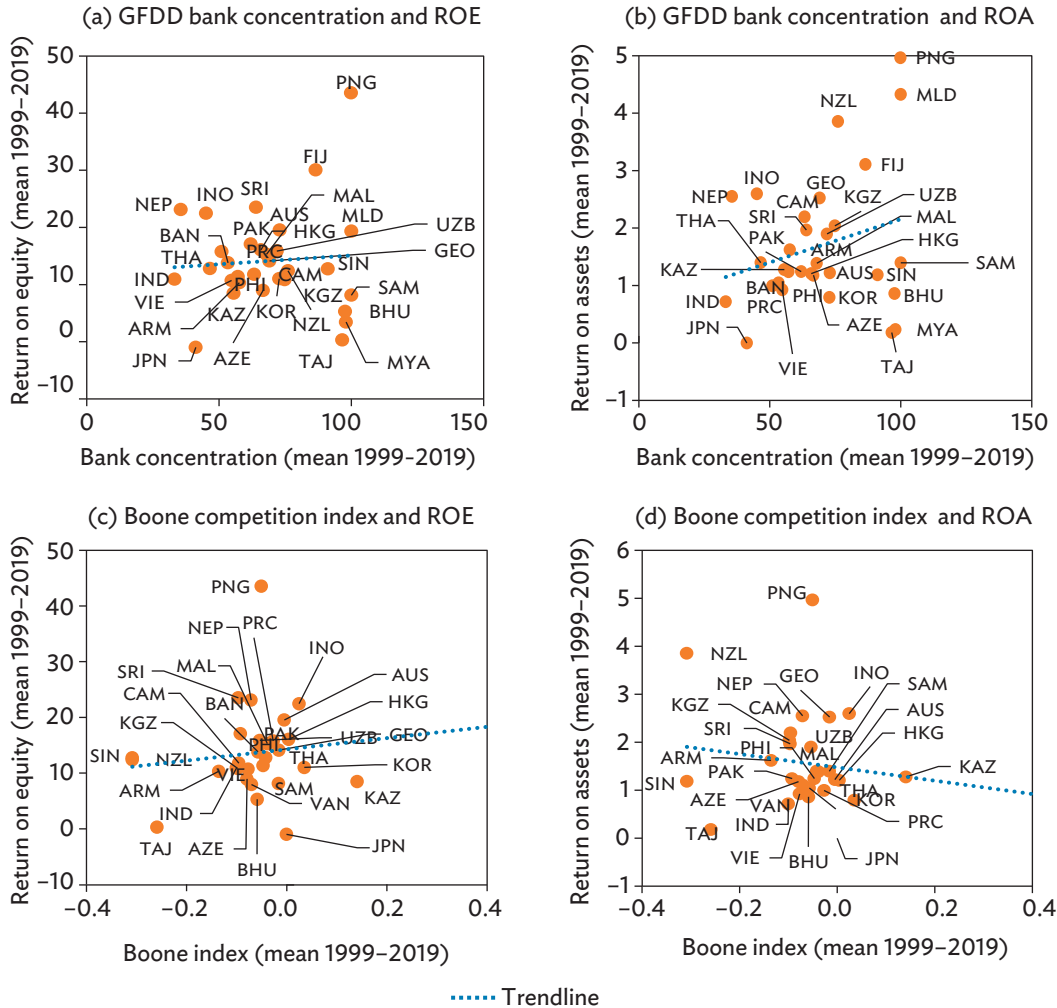 (a) GFDD bank concentration and ROE
Return on equity (mean 1999–2019)
50
40
30
20
10
0
–10
PNG
FIJ
NEP
INO
SRI
MAL
AUS
MLD
UZB
BAN
PAK
HKG
THA
PRC
GEO
IND
CAM
SIN
VIE
PHI
KGZ
SAM
ARM
KAZ
KOR
NZL
BHU
JPN
AZE
TAJ
MYA
0
50
100
150
Bank concentration (mean 1999–2019)
(b) GFDD bank concentration and ROA
Return on assets (mean 1999–2019)
5
4
3
2
1
0
–1
PNG
NZL
MLD
FIJ
INO
GEO
NEP
CAM
KGZ
UZB
THA
SRI
MAL
PAK
ARM
HKG
KAZ
AUS
SIN
SAM
BAN
IND
PRC
PHI
KOR
BHU
JPN
AZE
MYA
VIE
TAJ
0
50
100
150
Bank concentration (mean 1999–2019)
(c) Boone competition index and ROE
Return on equity (mean 1999–2019)
50
40
30
20
10
0
–10
PNG
NEP
PRC
INO
SRI
MAL
AUS
CAM
BAN
HKG
KGZ
PAK
PHI
UZB
GEO
SIN
NZL
VIE
THA
KOR
ARM
SAM
KAZ
IND
VAN
TAJ
AZE
BHU
JPN
–0.4
–0.2
0.0
0.2
0.4
Boone index (mean 1999–2019)
(d) Boone competition index and ROA
Return on assets (mean 1999–2019)
6
5
4
3
2
1
0
–1
PNG
NZL
GEO
INO
NEP
SAM
KGZ
CAM
AUS
SRI
UZB
HKG
ARM
PHI
MAL
KAZ
SIN
PAK
THA
AZE
VAN
KOR
TAJ
IND
PRC
VIE
BHU
JPN
–0.4
–0.2
0.0
0.2
0.4
Boone index (mean 1999–2019)
Trendline